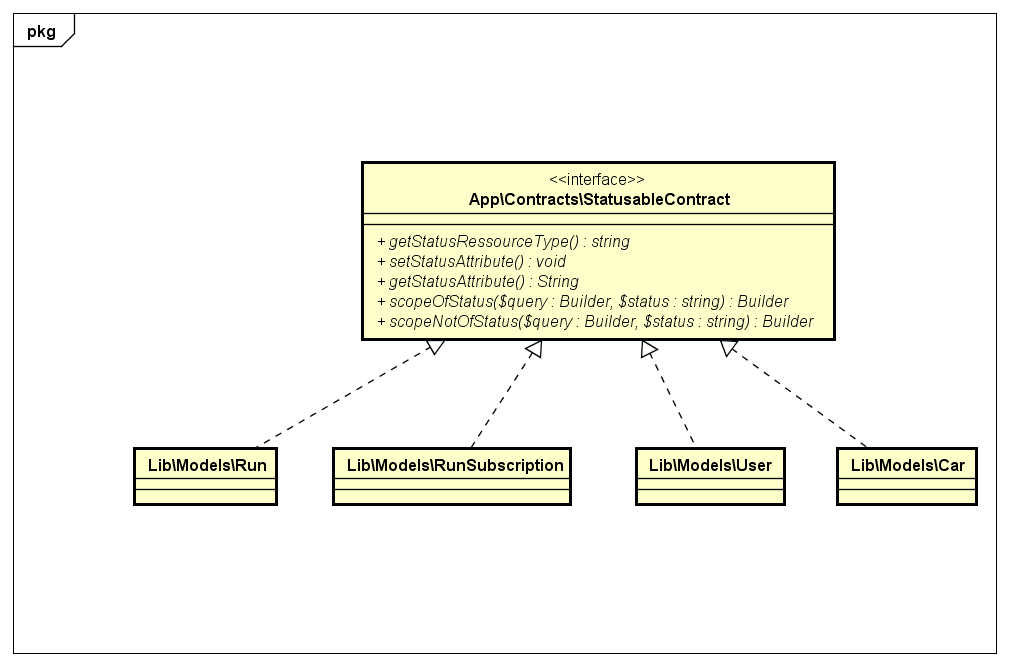 pkg
<<interface>>
App\Contracts\StatusableContract
+ getStatusRessourceType() : string
+ setStatusAttribute() : void
+ getStatusAttribute() : String
+ scopeOfStatus($query : Builder, $status : string) : Builder
+ scopeNotOfStatus($query : Builder, $status : string) : Builder
Lib\Models\Run
Lib\Models\RunSubscription
Lib\Models\User
Lib\Models\Car